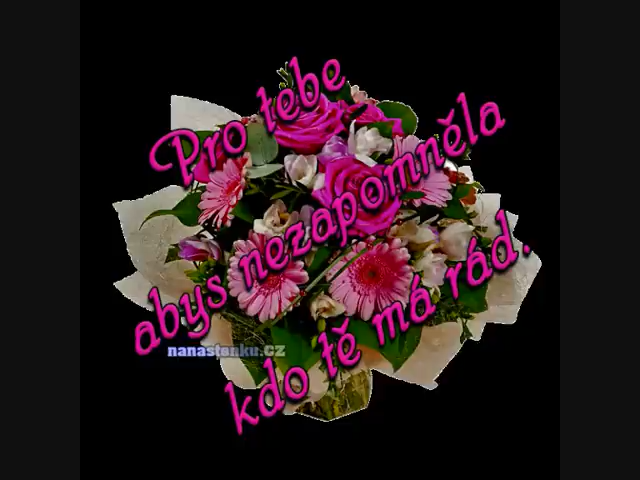 Pro tebe
abys nezapomněla
kdo tě má rád.
nanastenku.cz